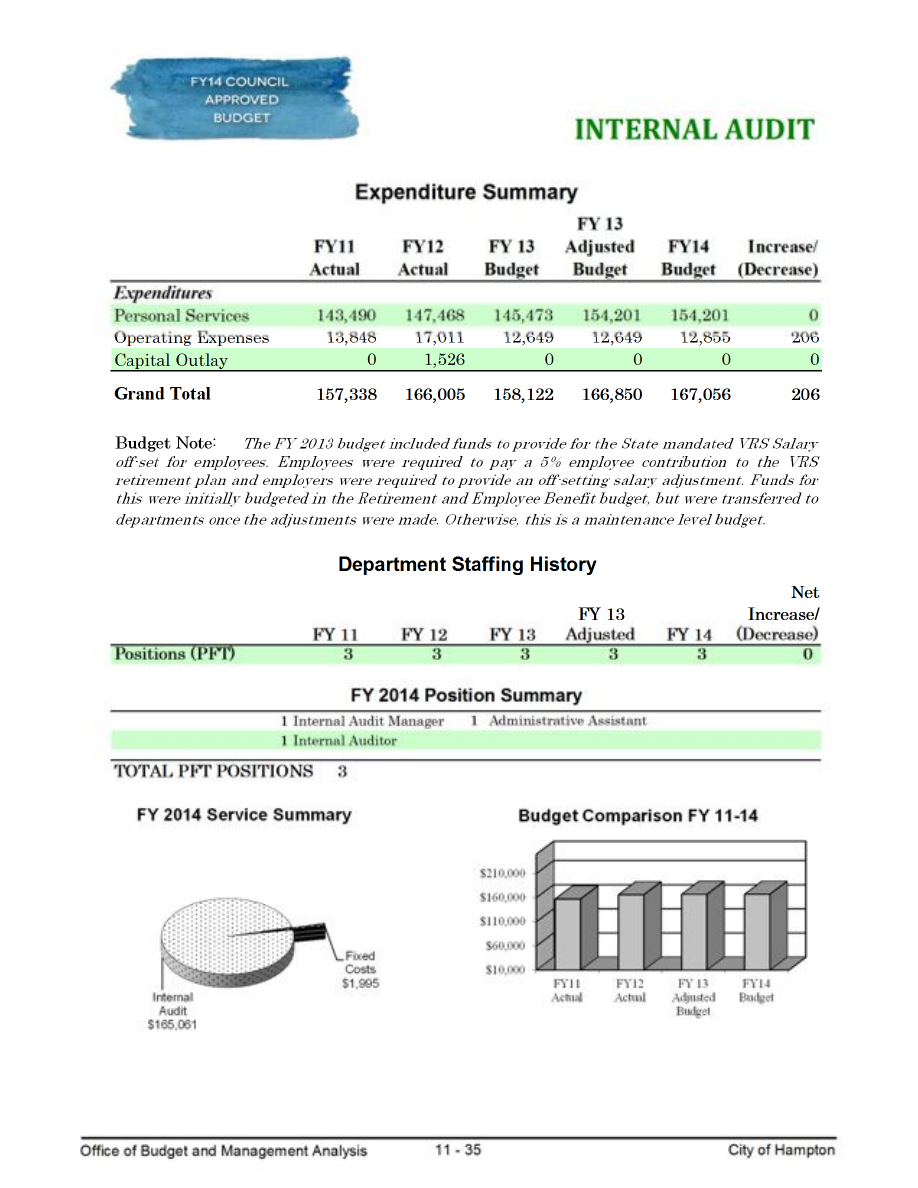 FY14 COUNCIL
APPROVED
BUDGET
INTERNAL AUDIT
Expenditure Summary
FY 13
FY11 FY12 FY 13 Adjusted FY14 Increase/
Actual Actual Budget Budget Budget (Decrease)
Expenditures
Personal Services 143,490 147,468 145,473 154,201 154,201 0
Operating Expenses 13,848 17,011 12,649 12,649 12,855 206
Capital Outlay 0 1,526 0 0 0 0
Grand Total 157,338 166,005 158,122 166,850 167,056 206
Budget Note: The FY 2013 budget included funds to provide for the State mandated VRS Salary
off-set for employees. Employees were required to pay a 5% employee contribution to the VRS
retirement plan and employers were required to provide an off-setting salary adjustment. Funds for
this were initially budgeted in the Retirement and Employee Benefit budget, but were transferred to
departments once the adjustments were made. Otherwise, this is a maintenance level budget.
Department Staffing History
Net
FY 13 Increase/
FY 11 FY 12 FY 13 Adjusted FY 14 (Decrease)
Positions (PFT) 3 3 3 3 3 0
FY 2014 Position Summary
1 Internal Audit Manager 1 Administrative Assistant
1 Internal Auditor
TOTAL PFT POSITIONS 3
FY 2014 Service Summary
Fixed
Costs
$1,995
Internal
Audit
$165,061
Budget Comparison FY 11-14
$210,000
$160,000
$110,000
$60,000
$10,000
FY11 FY12 FY 13 FY14
Actual Actual Adjusted Budget
Budget
Office of Budget and Management Analysis 11 - 35 City of Hampton